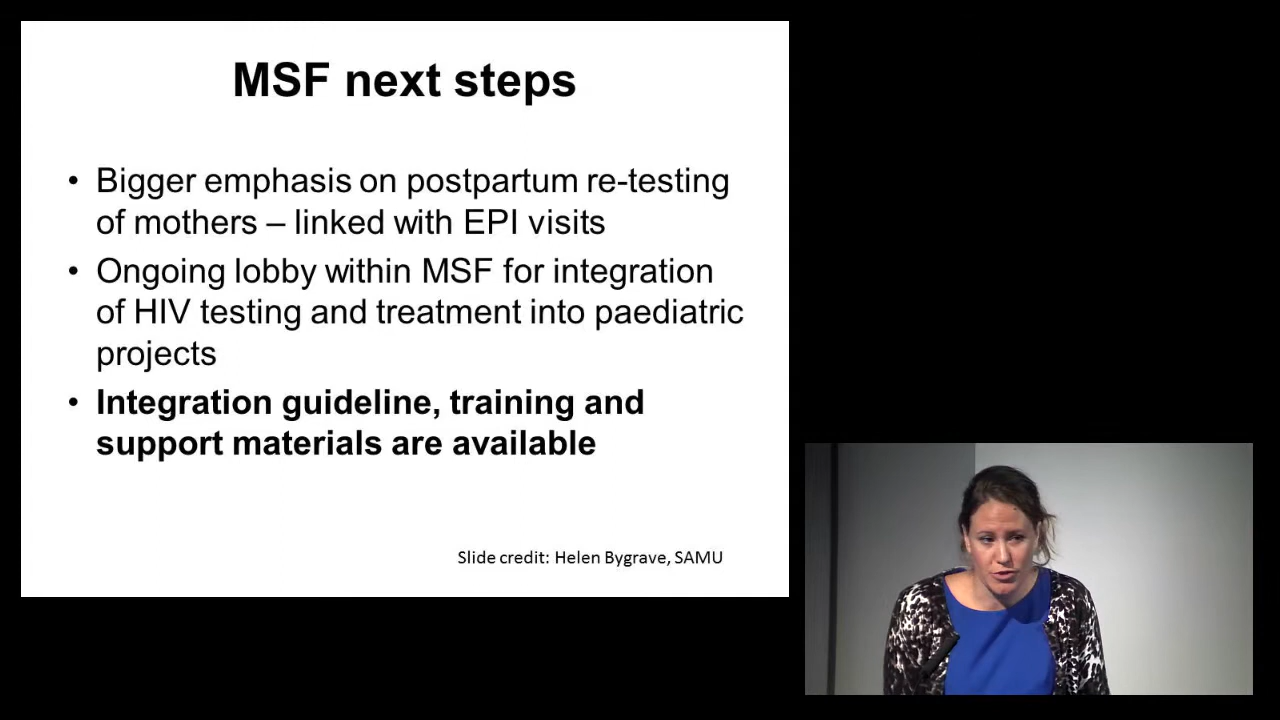 MSF next steps
• Bigger emphasis on postpartum re-testing
of mothers – linked with EPI visits
• Ongoing lobby within MSF for integration
of HIV testing and treatment into paediatric
projects
• Integration guideline, training and
support materials are available
Slide credit: Helen Bygrave, SAMU